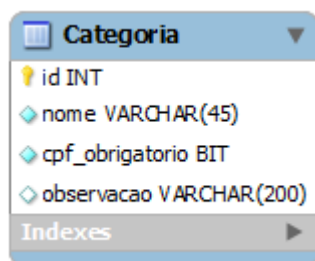 Categoria
id INT
nome VARCHAR(45)
cpf_obrigatorio BIT
observacao VARCHAR(200)
Indexes